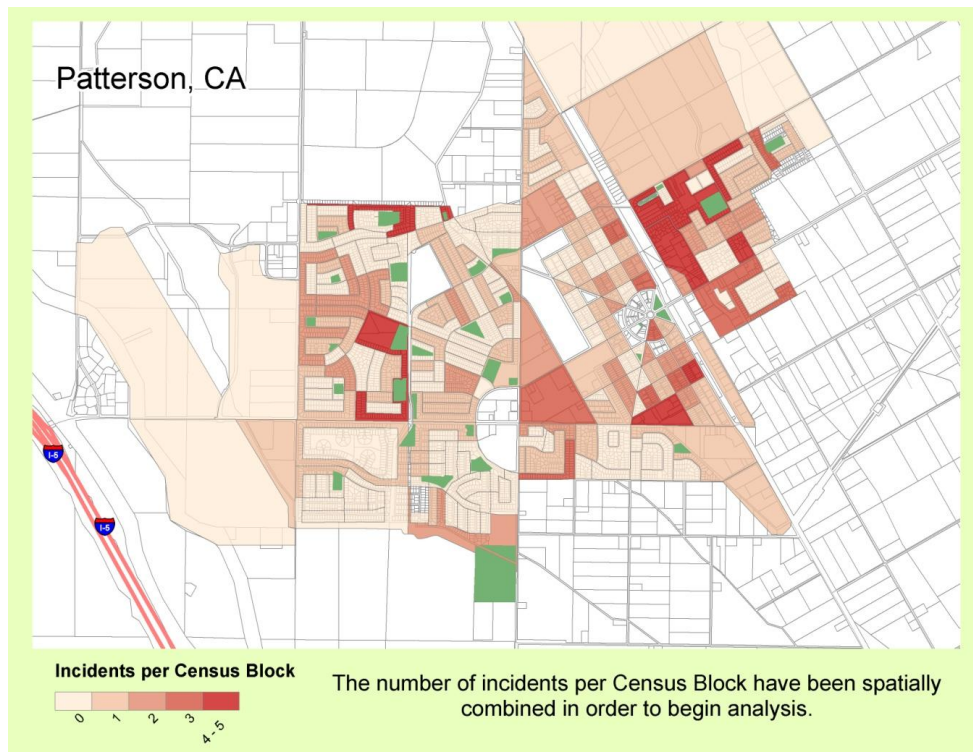 Patterson, CA
I-5
I-5
Incidents per Census Block
0
1
2
3
4 - 5
The number of incidents per Census Block have been spatially
combined in order to begin analysis.